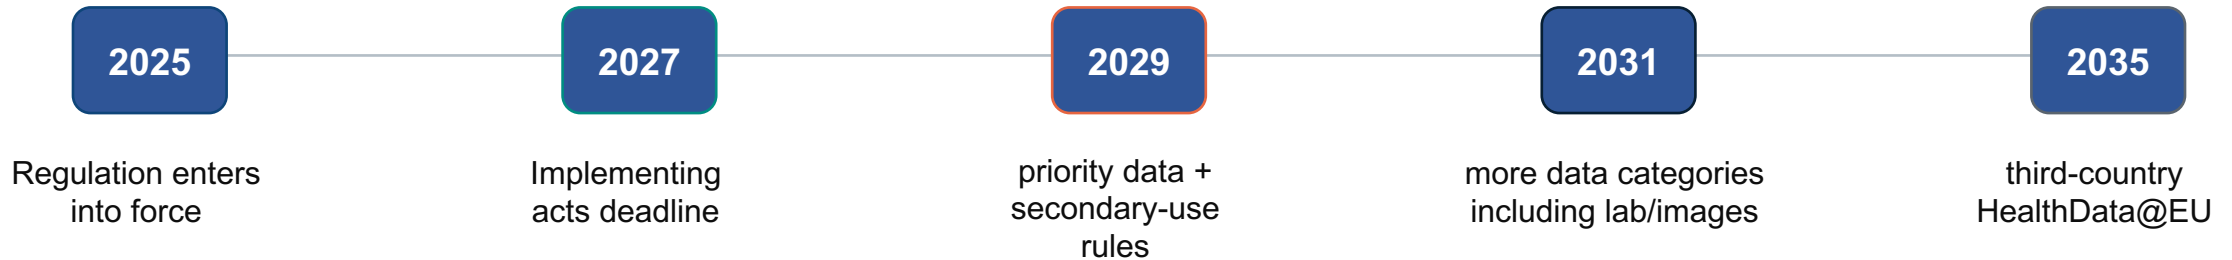 2025
2027
2029
2031
2035
Regulation enters
into force
Implementing
acts deadline
priority data +
secondary-use
rules
more data categories
including lab/images
third-country
HealthData@EU